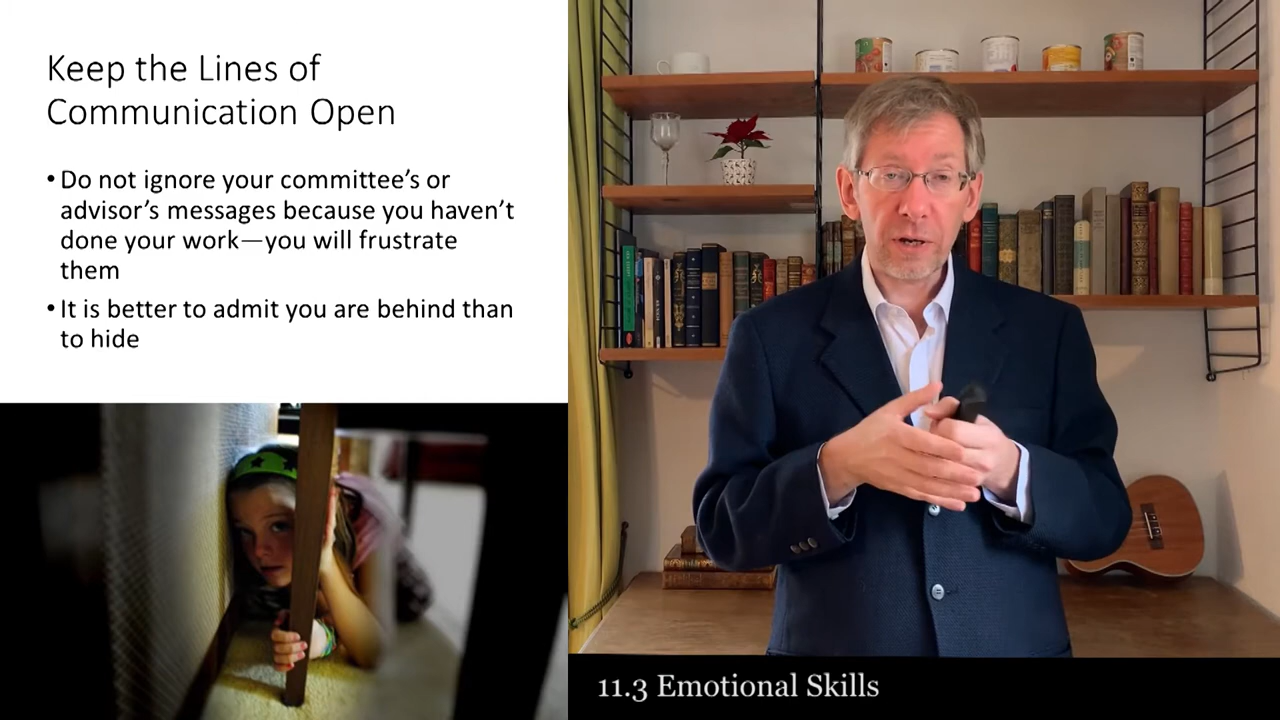 Keep the Lines of
Communication Open
• Do not ignore your committee’s or
advisor’s messages because you haven’t
done your work—you will frustrate
them
• It is better to admit you are behind than
to hide
11.3 Emotional Skills